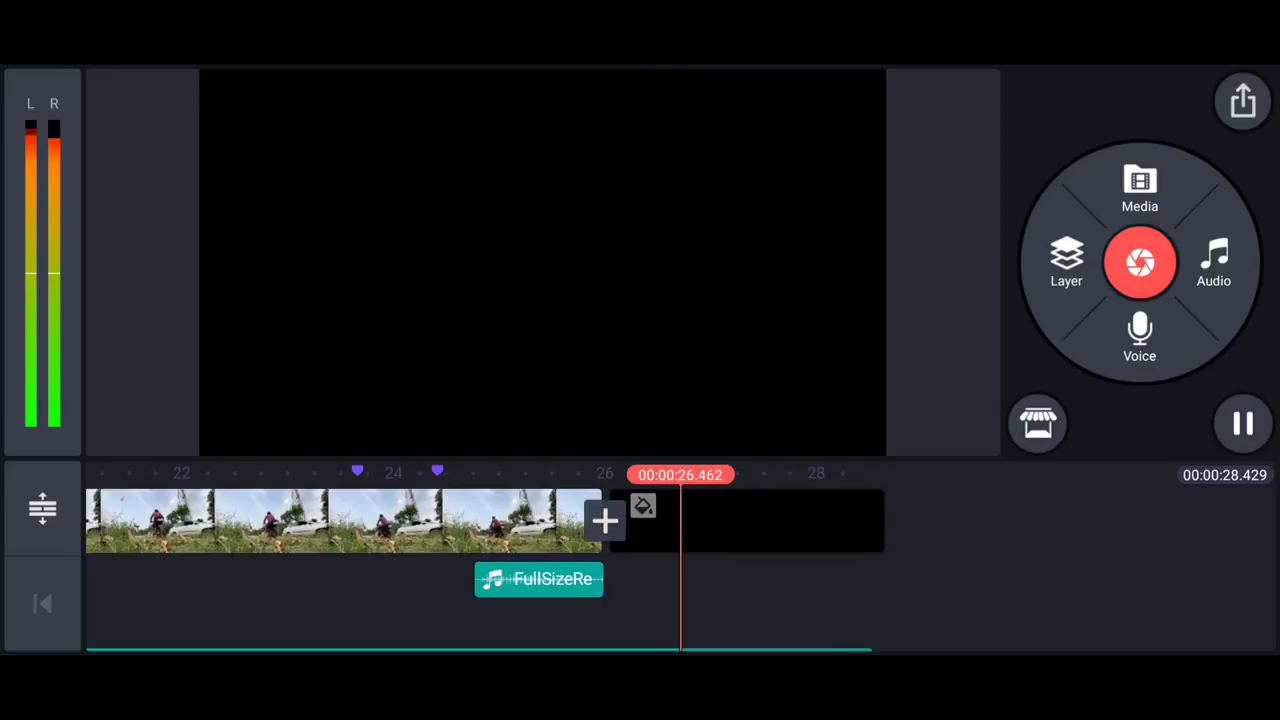 L R
Media
Layer
Audio
Voice
22 24 26 00:00:26.462 28 00:00:28.429
FullSizeRe